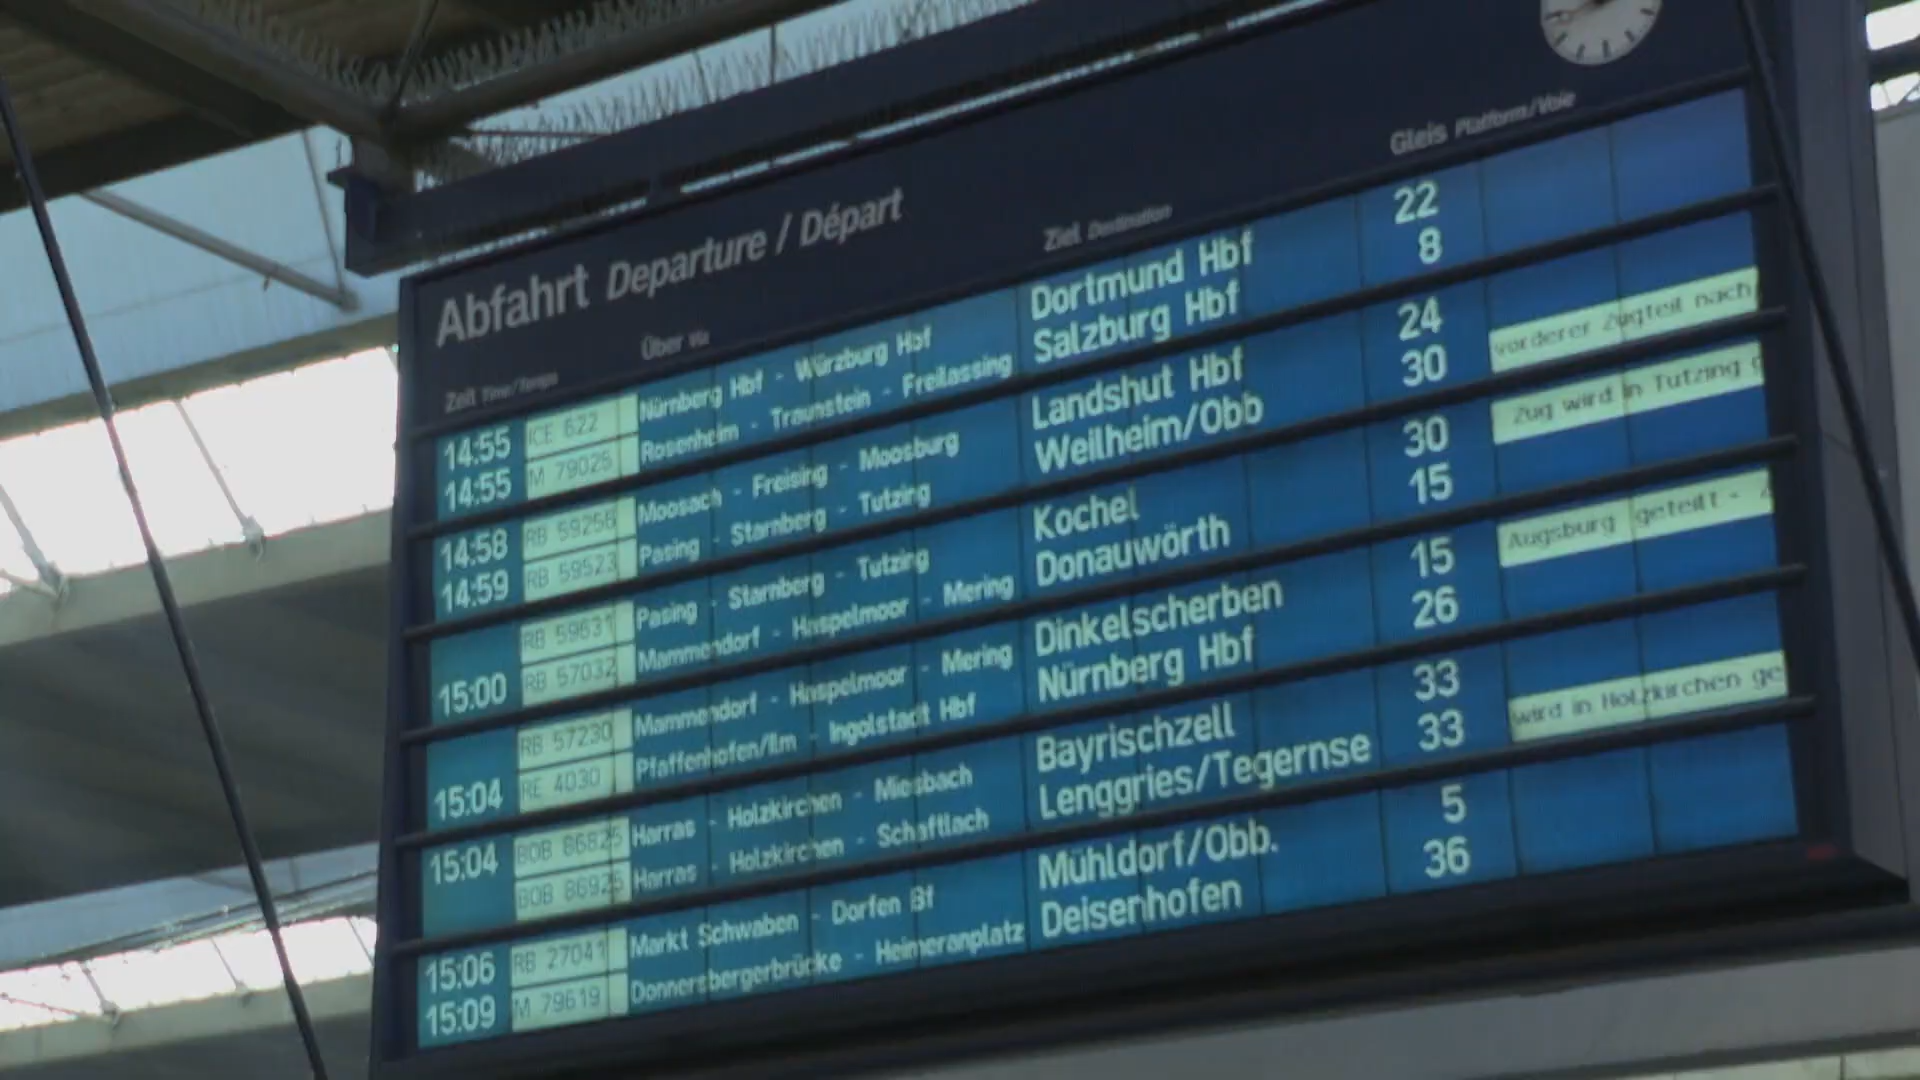 Abfahrt Departure / Départ
Zeit Time/Temps Über Via Ziel Destination Gleis Platform/Voie
14:55 ICE 622 Nürnberg Hbf - Würzburg Hbf Dortmund Hbf 22
14:55 M 79025 Rosenheim - Traunstein - Freilassing Salzburg Hbf 8
14:58 RB 59256 Moosach - Freising - Moosburg Landshut Hbf 24
14:59 RB 59523 Pasing - Starnberg - Tutzing Weilheim/Obb 30 vorderer Zugteil nach
RB 59631 Pasing - Starnberg - Tutzing Kochel 30 Zug wird in Tutzing g
15:00 RB 57032 Mammendorf - Haspelmoor - Mering Donauwörth 15
RB 57230 Mammendorf - Haspelmoor - Mering Dinkelscherben 15 Augsburg geteilt -
15:04 RE 4030 Pfaffenhofen/Ilm - Ingolstadt Hbf Nürnberg Hbf 26
15:04 BOB 86825 Harras - Holzkirchen - Miesbach Bayrischzell 33
BOB 86925 Harras - Holzkirchen - Schaftlach Lenggries/Tegernse 33 wird in Holzkirchen ge
15:06 RB 27041 Markt Schwaben - Dorfen Bf Mühldorf/Obb. 5
15:09 M 79619 Donnersbergerbrücke - Heimeranplatz Deisenhofen 36